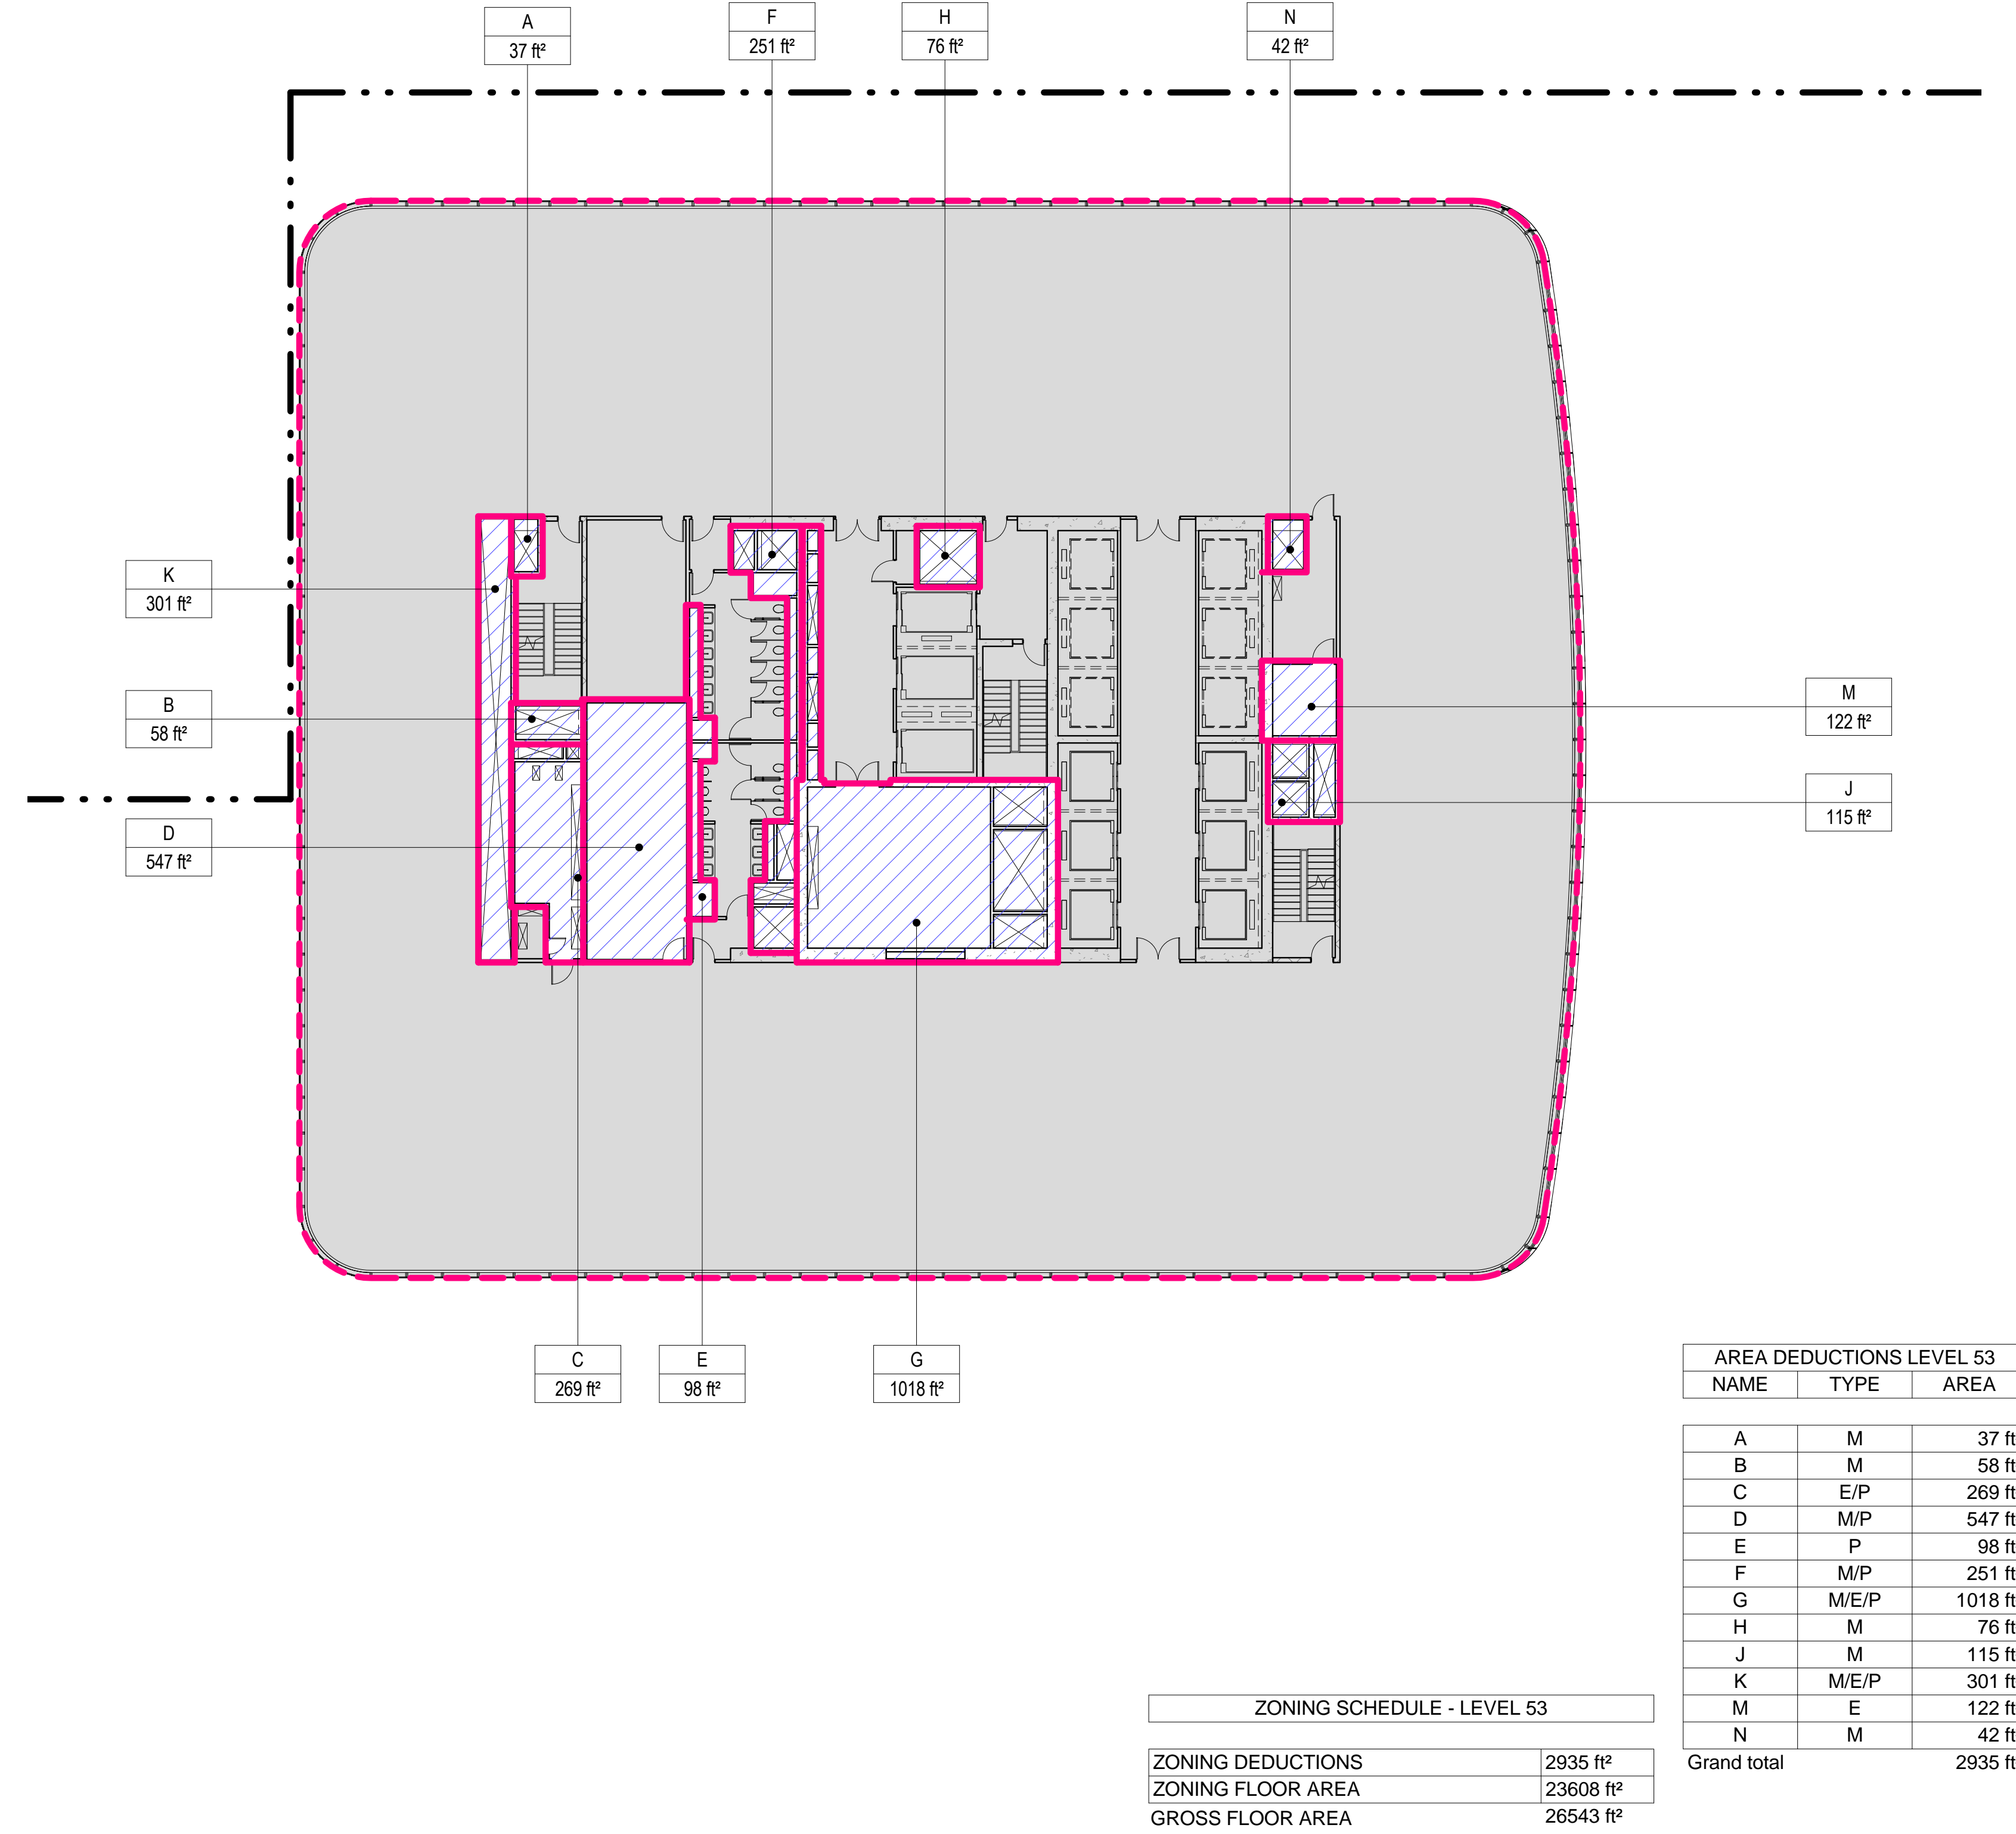 A
37 ft²
F
251 ft²
H
76 ft²
N
42 ft²
K
301 ft²
B
58 ft²
D
547 ft²
M
122 ft²
J
115 ft²
C
269 ft²
E
98 ft²
G
1018 ft²
AREA DEDUCTIONS LEVEL 53
NAME TYPE AREA
A M 37 ft
B M 58 ft
C E/P 269 ft
D M/P 547 ft
E P 98 ft
F M/P 251 ft
G M/E/P 1018 ft
H M 76 ft
J M 115 ft
K M/E/P 301 ft
M E 122 ft
N M 42 ft
Grand total 2935 ft
ZONING SCHEDULE - LEVEL 53
ZONING DEDUCTIONS 2935 ft²
ZONING FLOOR AREA 23608 ft²
GROSS FLOOR AREA 26543 ft²